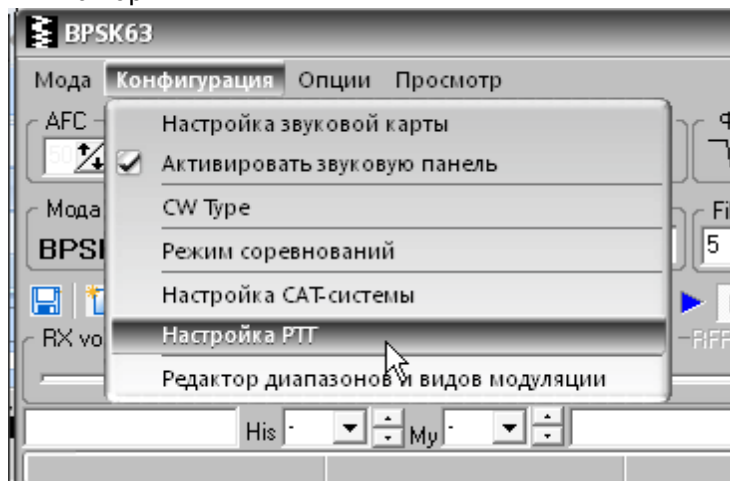 BPSK63
Мода Конфигурация Опции Просмотр
AFC
Настройка звуковой карты
Активировать звуковую панель
Мода
CW Type
BPSI
5
Режим соревнований
Настройка CAT-системы
RX vo
Настройка PTT
Редактор диапазонов и видов модуляции
His - My -